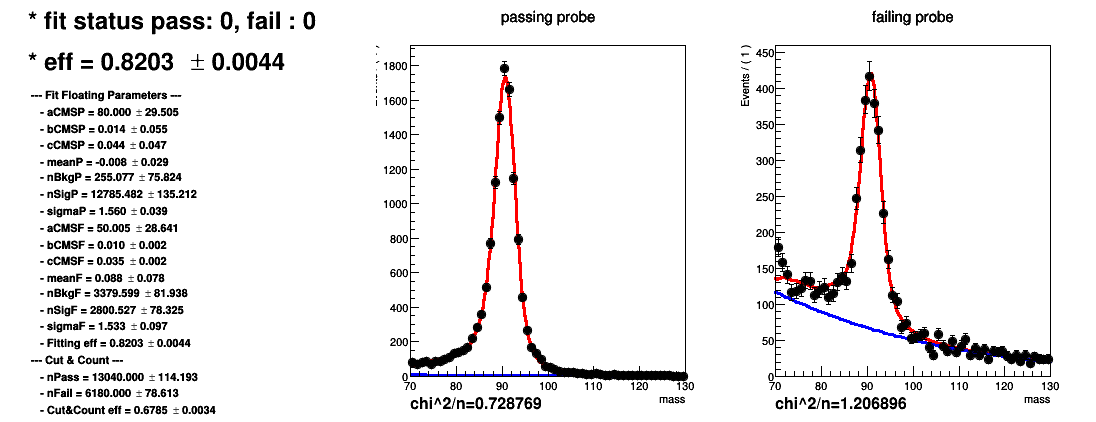 * fit status pass: 0, fail : 0
* eff = 0.8203 ± 0.0044
--- Fit Floating Parameters ---
- aCMSP = 80.000 ± 29.505
- bCMSP = 0.014 ± 0.055
- cCMSP = 0.044 ± 0.047
- meanP = -0.008 ± 0.029
- nBkgP = 255.077 ± 75.824
- nSigP = 12785.482 ± 135.212
- sigmaP = 1.560 ± 0.039
- aCMSF = 50.005 ± 28.641
- bCMSF = 0.010 ± 0.002
- cCMSF = 0.035 ± 0.002
- meanF = 0.088 ± 0.078
- nBkgF = 3379.599 ± 81.938
- nSigF = 2800.527 ± 78.325
- sigmaF = 1.533 ± 0.097
- Fitting eff = 0.8203 ± 0.0044
--- Cut & Count ---
- nPass = 13040.000 ± 114.193
- nFail = 6180.000 ± 78.613
- Cut&Count eff = 0.6785 ± 0.0034
passing probe
1800
1600
1400
1200
1000
800
600
400
200
0
70 80 90 100 110 120 130
mass
chi^2/n=0.728769
failing probe
Events / ( 1 )
450
400
350
300
250
200
150
100
50
0
70 80 90 100 110 120 130
mass
chi^2/n=1.206896